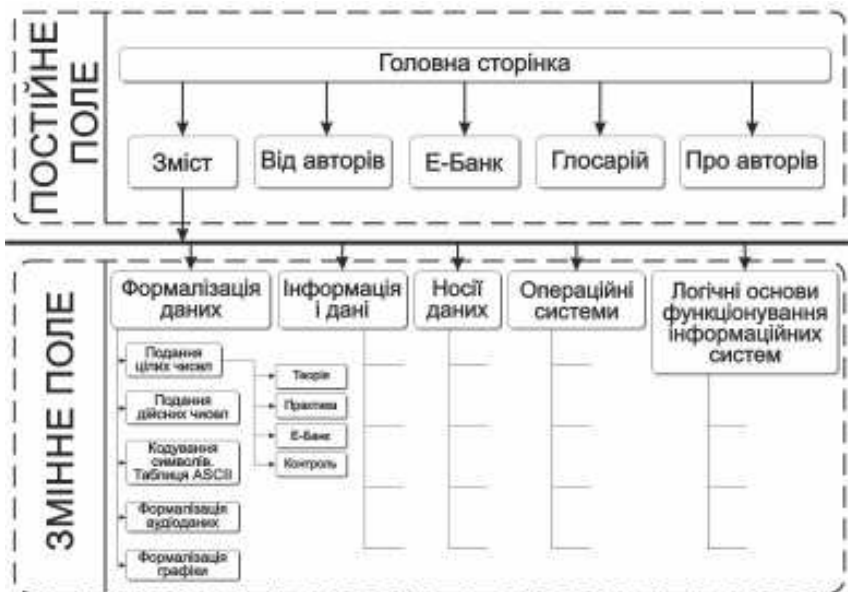 ПОСТІЙНЕ
ПОЛЕ
Головна сторінка
Зміст
Від авторів
Е-Банк
Глосарій
Про авторів
ЗМІННЕ ПОЛЕ
Формалізація
даних
Інформація
і дані
Носії
даних
Операційні
системи
Логічні основи
функціонування
інформаційних
систем
Подання
цілих чисел
Подання
дійсних чисел
Кодування
символів.
Таблиця ASCII
Формалізація
аудіоданих
Формалізація
графіки
Теорія
Практика
Е-Банк
Контроль